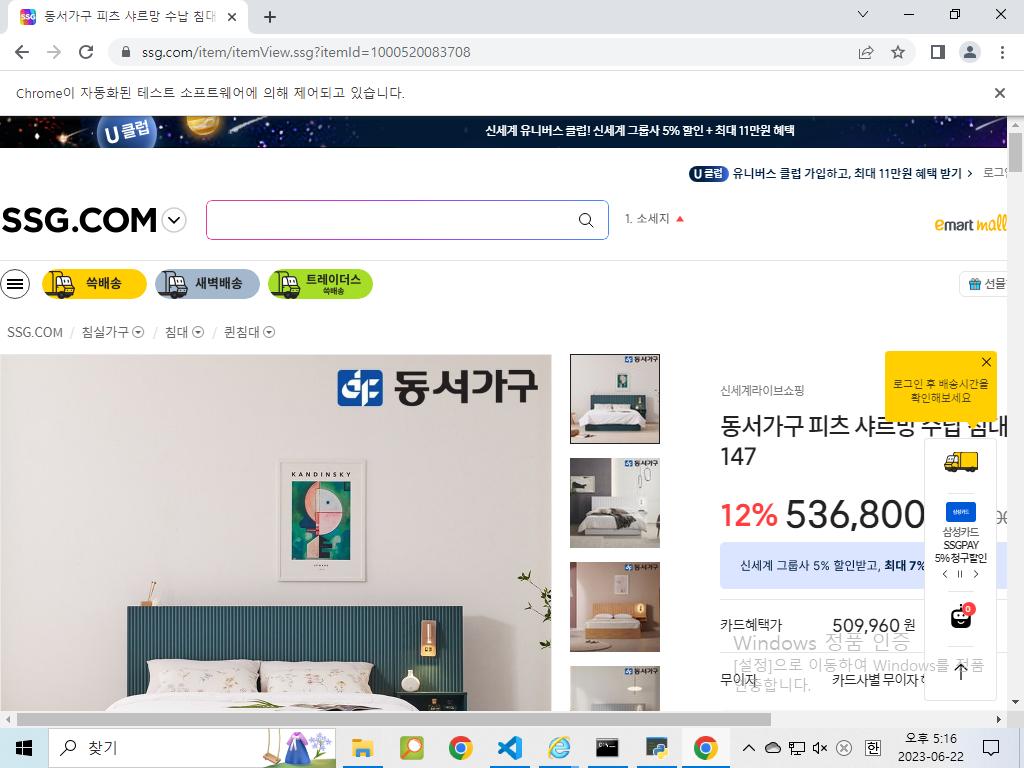 동서가구 피츠 샤르망 수납 침대
ssg.com/item/itemView.ssg?itemId=1000520083708
Chrome이 자동화된 테스트 소프트웨어에 의해 제어되고 있습니다.
U 클럽
신세계 유니버스 클럽! 신세계 그룹사 5% 할인 + 최대 11만원 혜택
U 클럽 유니버스 클럽 가입하고, 최대 11만원 혜택 받기 >
SSG.COM
1. 소세지
emart mall
쓱배송
새벽배송
트레이더스
쓱배송
선물
SSG.COM / 침실가구 / 침대 / 퀸침대
동서가구
KANDINSKY
로그인 후 배송시간을
확인해보세요
신세계라이브쇼핑
동서가구 피츠 샤르망 수납 침대
147
12% 536,800
신세계 그룹사 5% 할인받고, 최대 7%
카드혜택가 509,960 원
무이자 카드사별 무이자
삼성카드
삼성카드
SSGPAY
5% 청구할인
0
Windows 정품 인증
[설정]으로 이동하여 Windows를 정품
인증합니다.
찾기
한
오후 5:16
2023-06-22